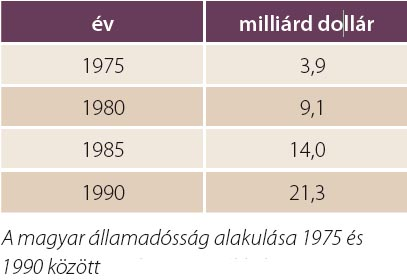 év milliárd dollár
1975 3,9
1980 9,1
1985 14,0
1990 21,3
A magyar államadósság alakulása 1975 és
1990 között